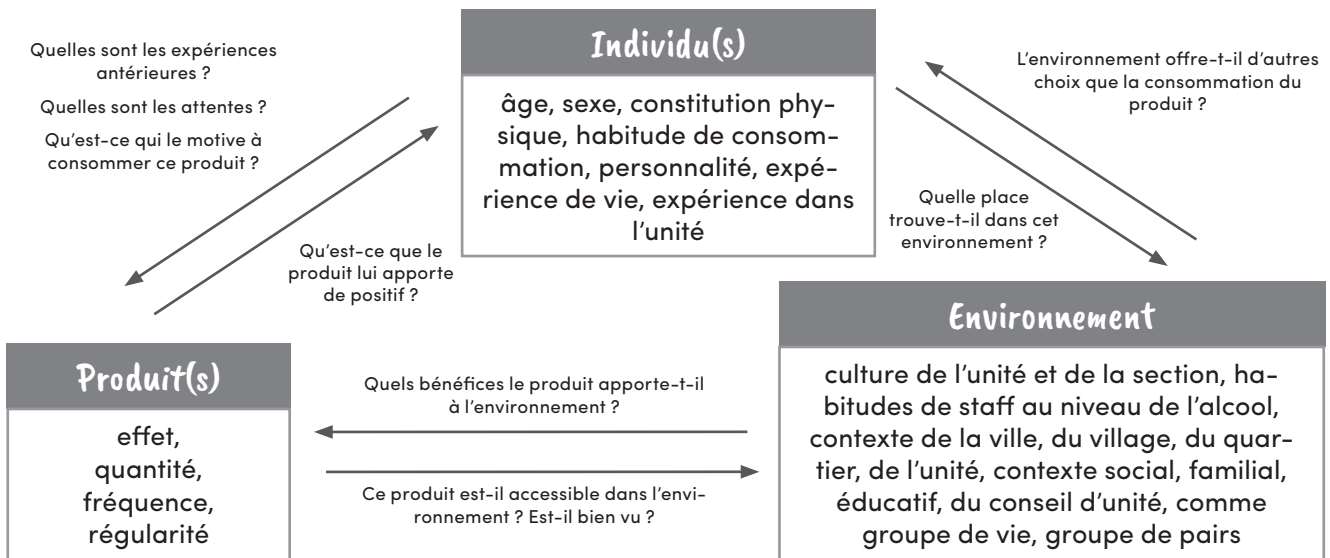 Quelles sont les expériences
antérieures ?
Quelles sont les attentes ?
Qu'est-ce qui le motive à
consommer ce produit ?
Individu(s)
âge, sexe, constitution phy-
sique, habitude de consom-
mation, personnalité, expé-
rience de vie, expérience dans
l'unité
L'environnement offre-t-il d'autres
choix que la consommation du
produit ?
Qu'est-ce que le
produit lui apporte
de positif ?
Quelle place
trouve-t-il dans cet
environnement ?
Produit(s)
effet,
quantité,
fréquence,
régularité
Quels bénéfices le produit apporte-t-il
à l'environnement ?
Ce produit est-il accessible dans l'envi-
ronnement ? Est-il bien vu ?
Environnement
culture de l'unité et de la section, ha-
bitudes de staff au niveau de l'alcool,
contexte de la ville, du village, du quar-
tier, de l'unité, contexte social, familial,
éducatif, du conseil d'unité, comme
groupe de vie, groupe de pairs